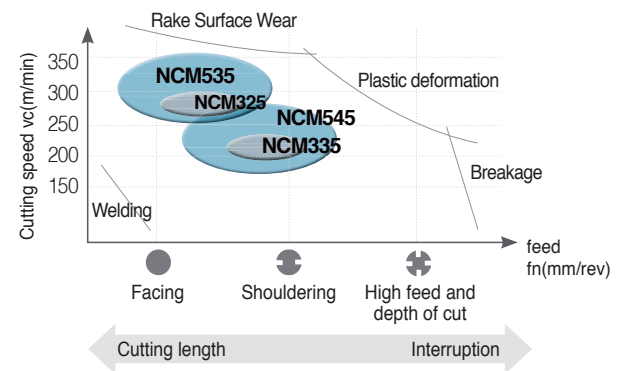 Rake Surface Wear
Cutting speed vc(m/min)
350
300
250
200
150
NCM535
NCM325
NCM545
NCM335
Plastic deformation
Breakage
Welding
feed
fn(mm/rev)
Facing
Shouldering
High feed and
depth of cut
Cutting length
Interruption